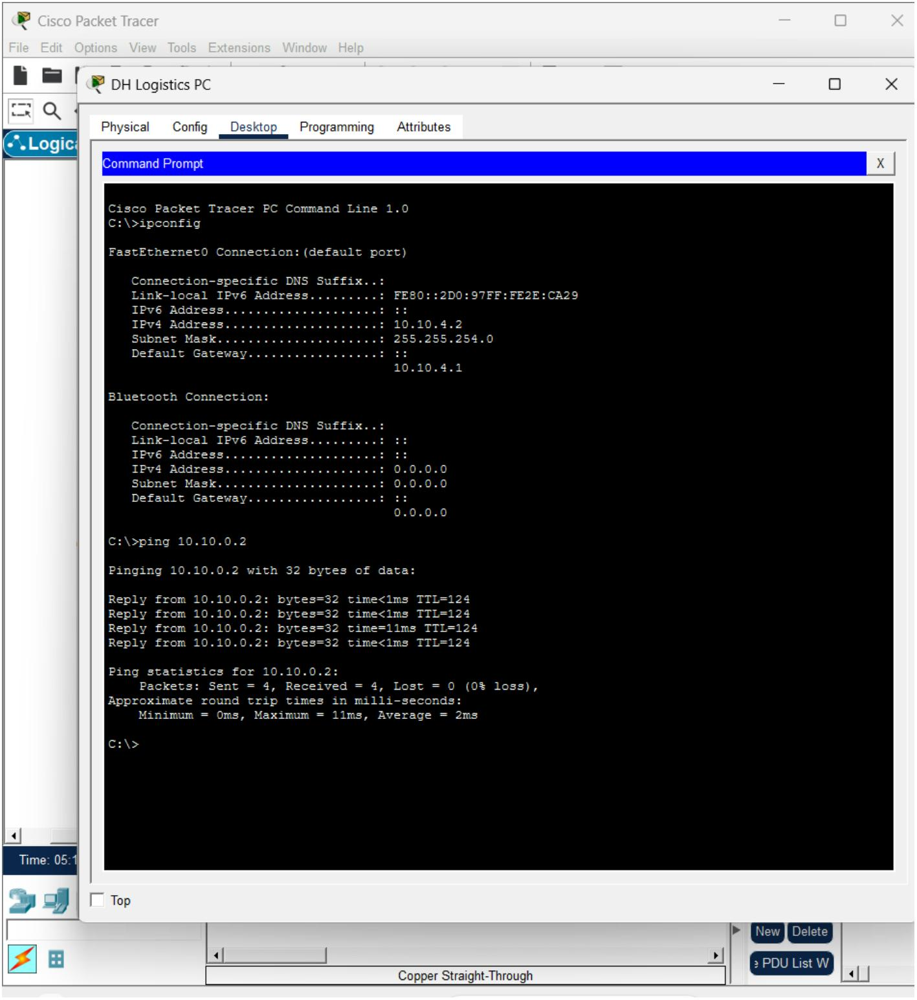 Cisco Packet Tracer
File Edit Options View Tools Extensions Window Help
DH Logistics PC
Physical Config Desktop Programming Attributes
Logica
Command Prompt X
Cisco Packet Tracer PC Command Line 1.0
C:\>ipconfig
FastEthernet0 Connection:(default port)
Connection-specific DNS Suffix..:
Link-local IPv6 Address.........: FE80::2D0:97FF:FE2E:CA29
IPv6 Address....................: ::
IPv4 Address....................: 10.10.4.2
Subnet Mask.....................: 255.255.254.0
Default Gateway.................: ::
10.10.4.1
Bluetooth Connection:
Connection-specific DNS Suffix..:
Link-local IPv6 Address.........: ::
IPv6 Address....................: ::
IPv4 Address....................: 0.0.0.0
Subnet Mask.....................: 0.0.0.0
Default Gateway.................: ::
0.0.0.0
C:\>ping 10.10.0.2
Pinging 10.10.0.2 with 32 bytes of data:
Reply from 10.10.0.2: bytes=32 time<1ms TTL=124
Reply from 10.10.0.2: bytes=32 time<1ms TTL=124
Reply from 10.10.0.2: bytes=32 time=11ms TTL=124
Reply from 10.10.0.2: bytes=32 time<1ms TTL=124
Ping statistics for 10.10.0.2:
Packets: Sent = 4, Received = 4, Lost = 0 (0% loss),
Approximate round trip times in milli-seconds:
Minimum = 0ms, Maximum = 11ms, Average = 2ms
C:\>
Time: 05:1
Top
New Delete
e PDU List W
Copper Straight-Through